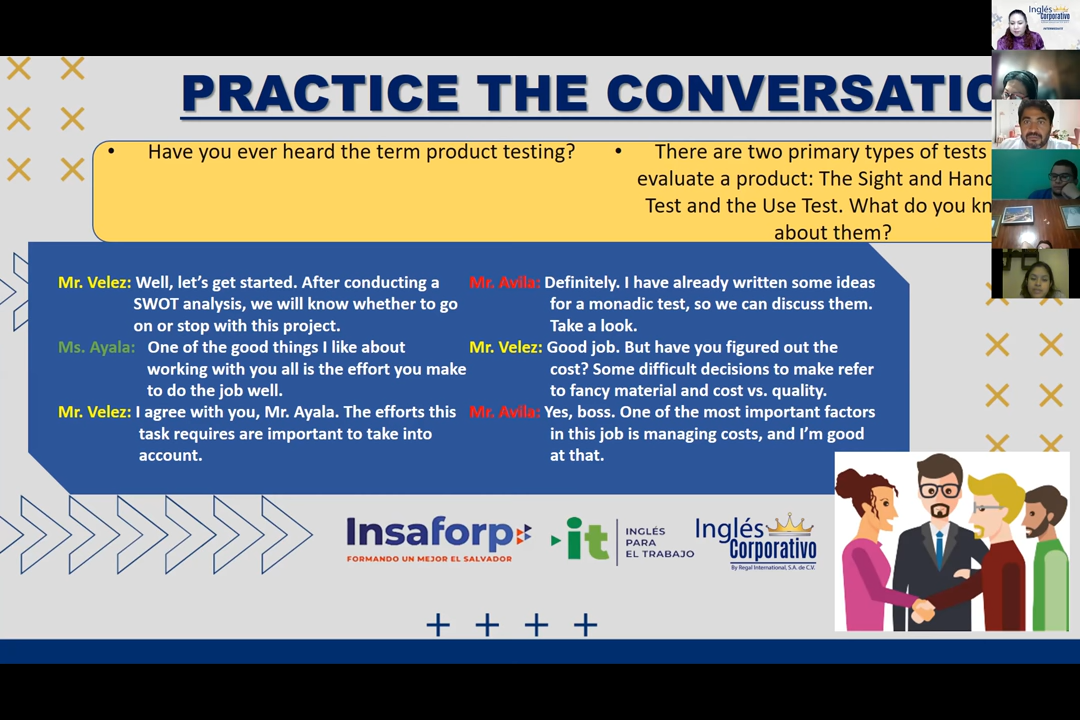 PRACTICE THE CONVERSATIO
• Have you ever heard the term product testing?
• There are two primary types of tests
evaluate a product: The Sight and Hand
Test and the Use Test. What do you kn
about them?
Mr. Velez: Well, let's get started. After conducting a
SWOT analysis, we will know whether to go
on or stop with this project.
Ms. Ayala: One of the good things I like about
working with you all is the effort you make
to do the job well.
Mr. Velez: I agree with you, Mr. Ayala. The efforts this
task requires are important to take into
account.
Mr. Avila: Definitely. I have already written some ideas
for a monadic test, so we can discuss them.
Take a look.
Mr. Velez: Good job. But have you figured out the
cost? Some difficult decisions to make refer
to fancy material and cost vs. quality.
Mr. Avila: Yes, boss. One of the most important factors
in this job is managing costs, and I'm good
at that.
Insaforp
FORMANDO UN MEJOR EL SALVADOR
it
INGLÉS
PARA
EL TRABAJO
Inglés
Corporativo
By Regal International, S.A. de C.V.
Inglés
Corporativo
INTERMEDIATE